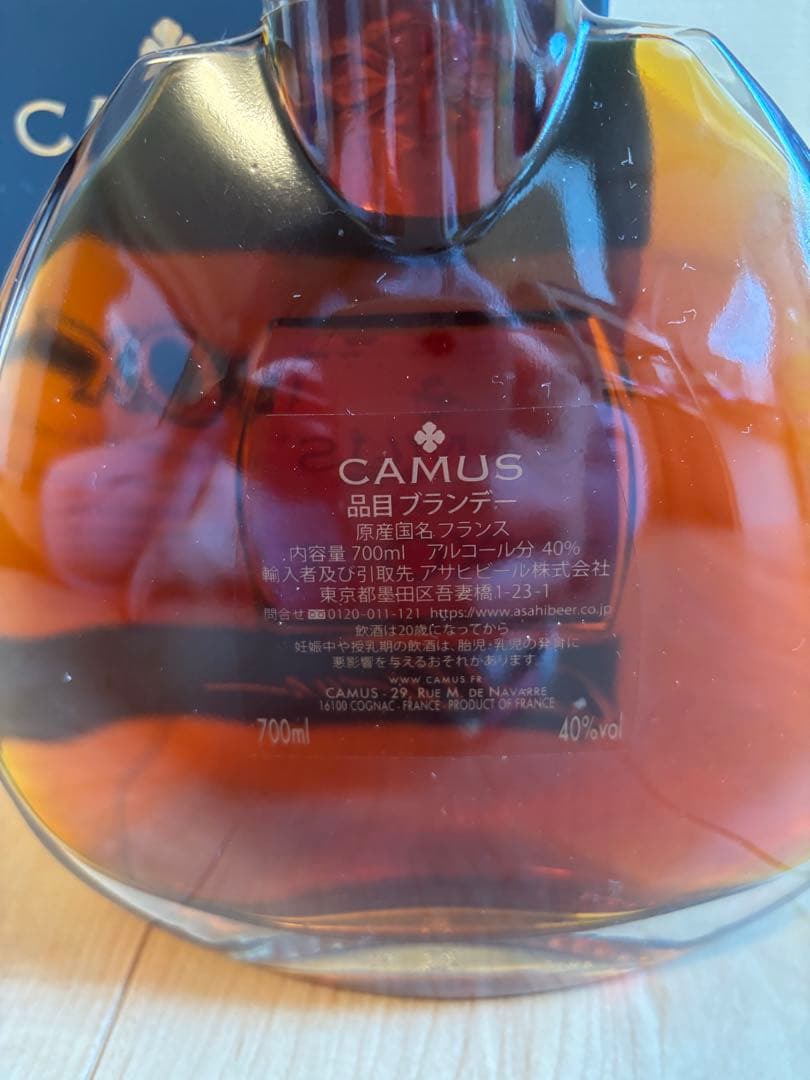 CAMUS
品目 ブランデー
原産国名 フランス
内容量 700ml アルコール分 40%
輸入者及び引取先 アサヒビール株式会社
東京都墨田区吾妻橋1-23-1
問合せ 0120-011-121 https://www.asahibeer.co.jp
飲酒は20歳になってから
妊娠中や授乳期の飲酒は、胎児・乳児の発育に
悪影響を与えるおそれがあります。
WWW.CAMUS.FR
CAMUS - 29, RUE M. DE NAVARRE
16100 COGNAC - FRANCE - PRODUCT OF FRANCE
700ml 40%vol